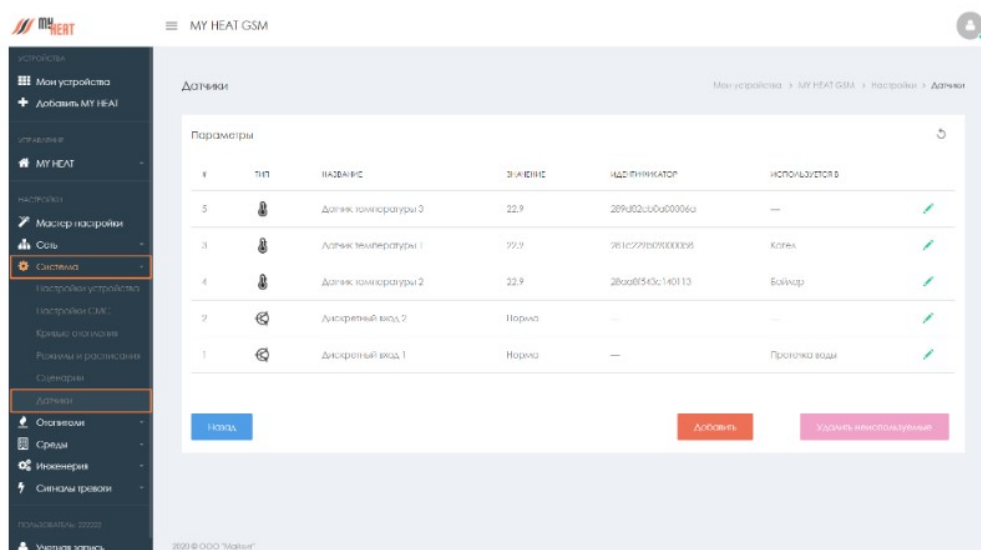 MY HEAT
MY HEAT GSM
УСТРОЙСТВА
Мои устройства
Добавить MY HEAT
УПРАВЛЕНИЕ
MY HEAT
НАСТРОЙКИ
Мастер настройки
Сеть
Система
Настройки устройства
Настройки СМС
Кривые отопления
Режимы и расписания
Сценарии
Датчики
Отопители
Среды
Инженерия
Сигналы тревоги
ПОЛЬЗОВАТЕЛЬ: 222222
Учетная запись
Датчики
Мои устройства > MY HEAT GSM > Настройки > Датчики
Параметры
# ТИП НАЗВАНИЕ ЗНАЧЕНИЕ ИДЕНТИФИКАТОР ИСПОЛЬЗУЕТСЯ В
5 Датчик температуры 3 22.9 —
3 Датчик температуры 1 22.9 Котел
4 Датчик температуры 2 22.9 Бойлер
2 Дискретный вход 2 Норма — —
1 Дискретный вход 1 Норма — Протечка воды
Назад Добавить Удалить неиспользуемые
2020 © ООО "Майхит"